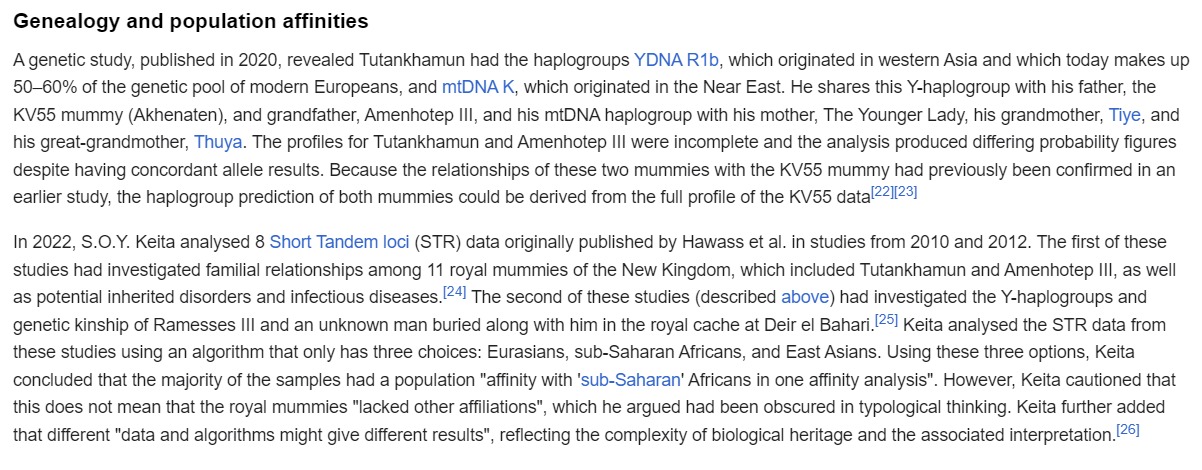 Genealogy and population affinities
A genetic study, published in 2020, revealed Tutankhamun had the haplogroups YDNA R1b, which originated in western Asia and which today makes up
50–60% of the genetic pool of modern Europeans, and mtDNA K, which originated in the Near East. He shares this Y-haplogroup with his father, the
KV55 mummy (Akhenaten), and grandfather, Amenhotep III, and his mtDNA haplogroup with his mother, The Younger Lady, his grandmother, Tiye, and
his great-grandmother, Thuya. The profiles for Tutankhamun and Amenhotep III were incomplete and the analysis produced differing probability figures
despite having concordant allele results. Because the relationships of these two mummies with the KV55 mummy had previously been confirmed in an
earlier study, the haplogroup prediction of both mummies could be derived from the full profile of the KV55 data[22][23]
In 2022, S.O.Y. Keita analysed 8 Short Tandem loci (STR) data originally published by Hawass et al. in studies from 2010 and 2012. The first of these
studies had investigated familial relationships among 11 royal mummies of the New Kingdom, which included Tutankhamun and Amenhotep III, as well
as potential inherited disorders and infectious diseases.[24] The second of these studies (described above) had investigated the Y-haplogroups and
genetic kinship of Ramesses III and an unknown man buried along with him in the royal cache at Deir el Bahari.[25] Keita analysed the STR data from
these studies using an algorithm that only has three choices: Eurasians, sub-Saharan Africans, and East Asians. Using these three options, Keita
concluded that the majority of the samples had a population "affinity with 'sub-Saharan' Africans in one affinity analysis". However, Keita cautioned that
this does not mean that the royal mummies "lacked other affiliations", which he argued had been obscured in typological thinking. Keita further added
that different "data and algorithms might give different results", reflecting the complexity of biological heritage and the associated interpretation.[26]